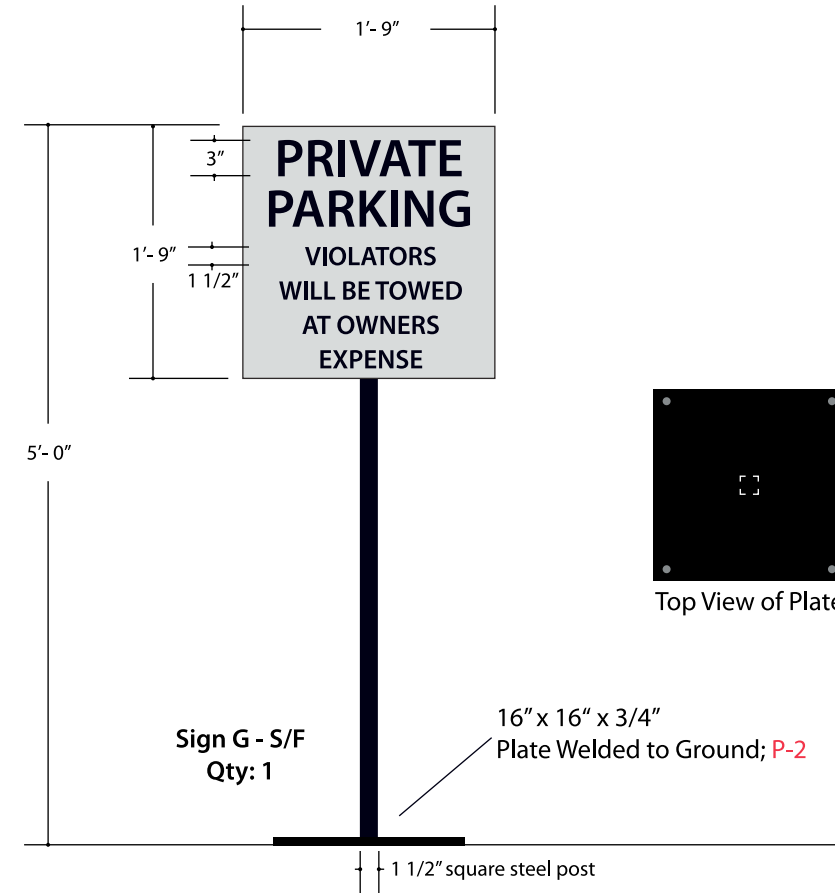 1’- 9”
PRIVATE
PARKING
VIOLATORS
WILL BE TOWED
AT OWNERS
EXPENSE
3”
1’- 9”
1 1/2”
5’- 0”
Top View of Plate
Sign G - S/F
Qty: 1
16” x 16“ x 3/4”
Plate Welded to Ground; P-2
1 1/2” square steel post